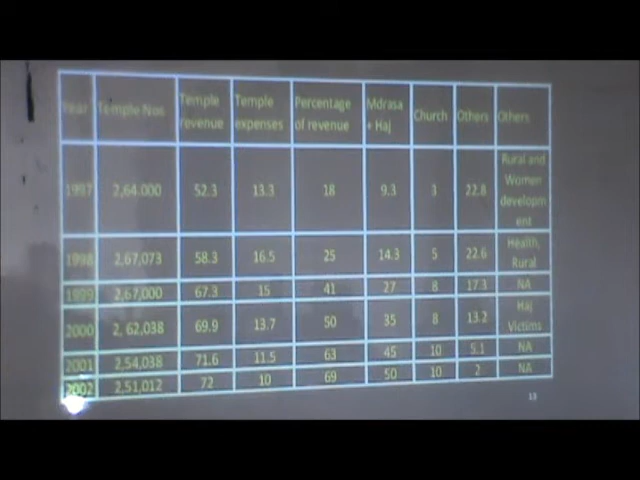 Year Temple Nos Temple revenue Temple expenses Percentage of revenue Mdrasa + Haj Church Others Others
1997 2,64,000 52.3 13.3 18 9.3 3 22.8 Rural and Women developm ent
1998 2,67,073 58.3 16.5 25 14.3 5 22.6 Health, Rural
1999 2,67,000 67.3 15 41 27 8 17.3 NA
2000 2, 62,038 69.9 13.7 50 35 8 13.2 Haj Victims
2001 2,54,038 71.6 11.5 63 45 10 5.1 NA
2002 2,51,012 72 10 69 50 10 2 NA
13